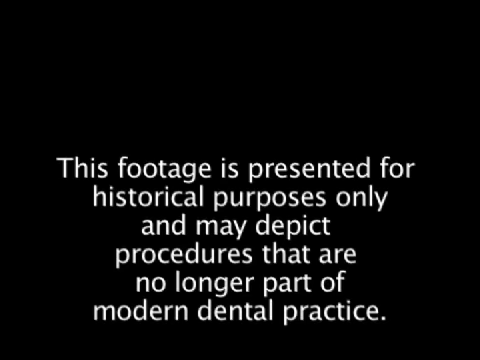 This footage is presented for
historical purposes only
and may depict
procedures that are
no longer part of
modern dental practice.